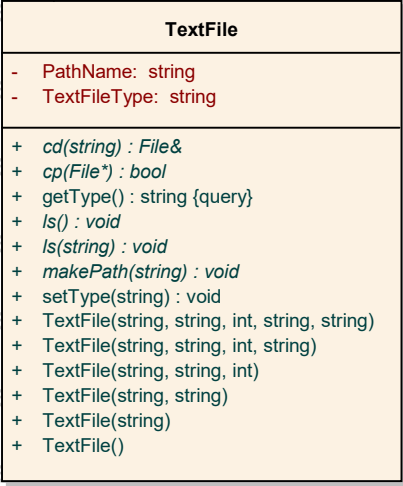 TextFile
- PathName: string
- TextFileType: string
+ cd(string) : File&
+ cp(File*) : bool
+ getType() : string {query}
+ ls() : void
+ ls(string) : void
+ makePath(string) : void
+ setType(string) : void
+ TextFile(string, string, int, string, string)
+ TextFile(string, string, int, string)
+ TextFile(string, string, int)
+ TextFile(string, string)
+ TextFile(string)
+ TextFile()